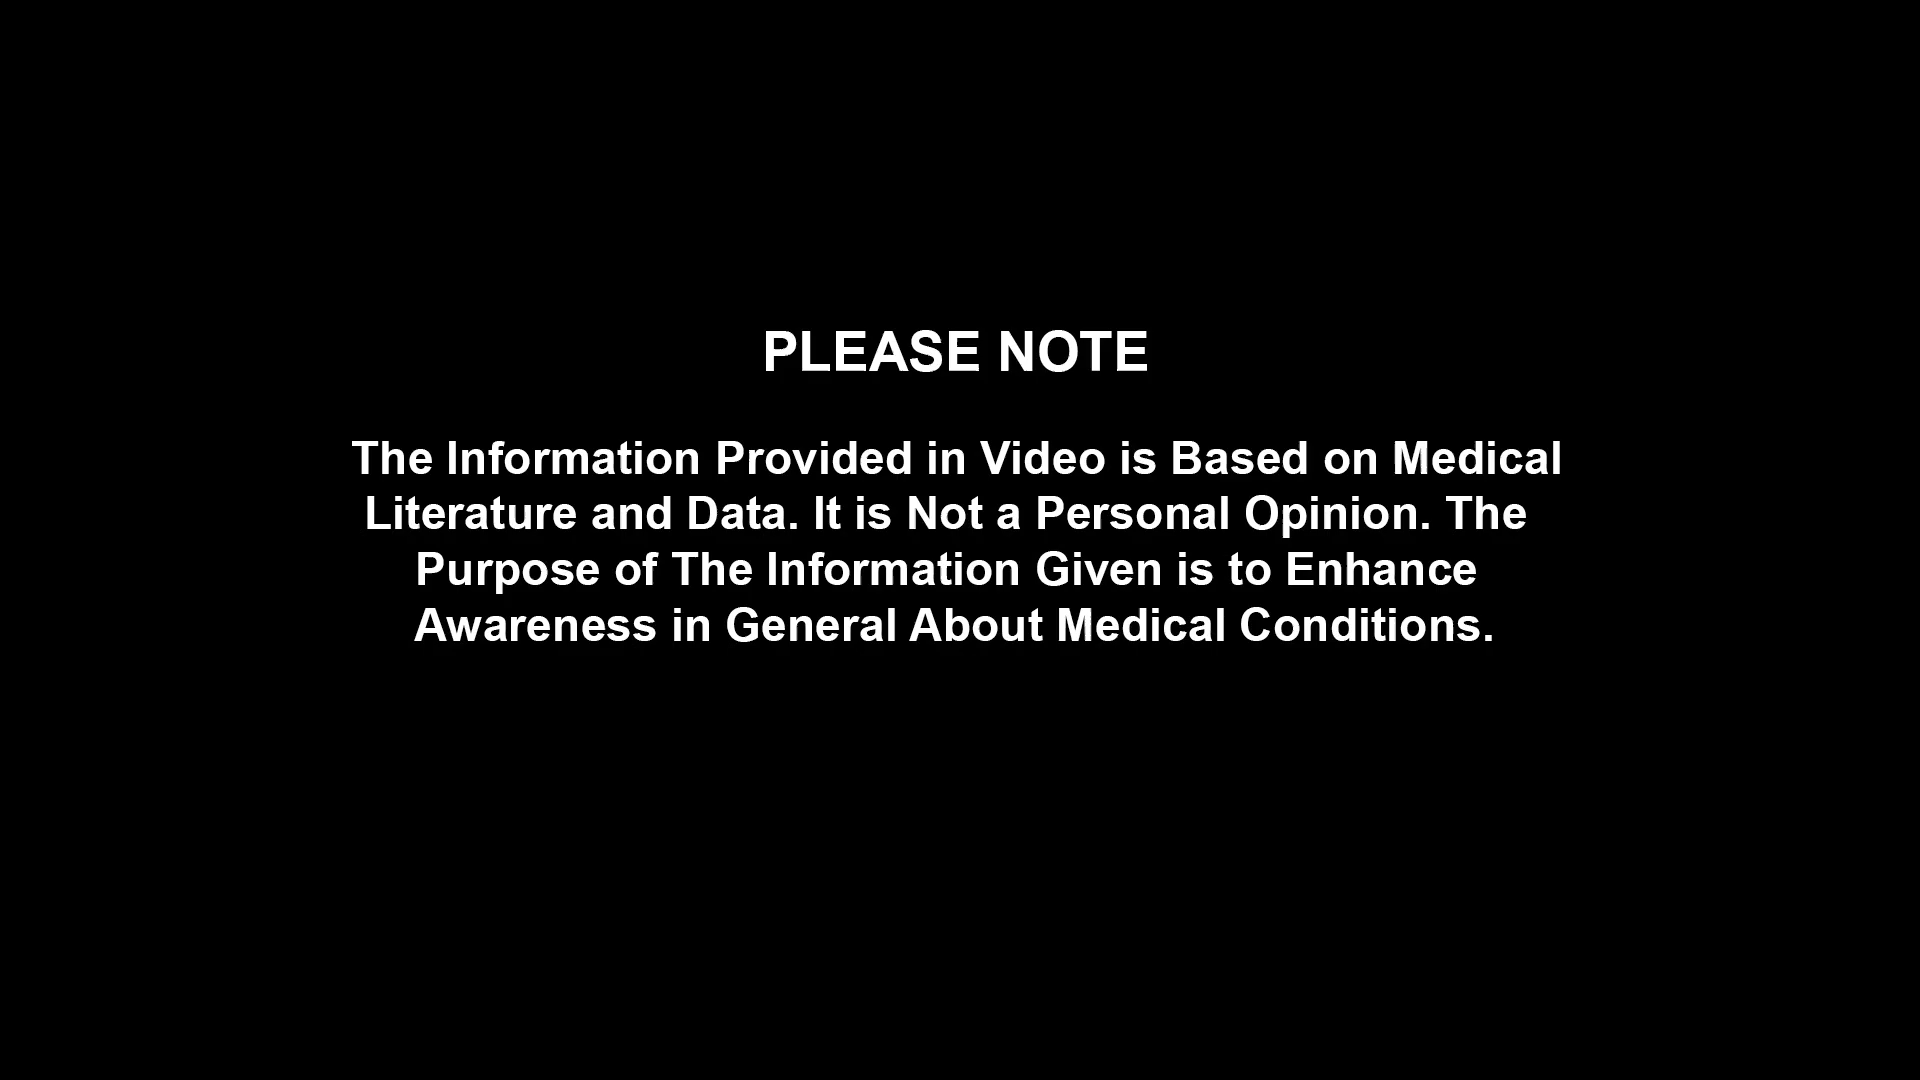 PLEASE NOTE
The Information Provided in Video is Based on Medical
Literature and Data. It is Not a Personal Opinion. The
Purpose of The Information Given is to Enhance
Awareness in General About Medical Conditions.